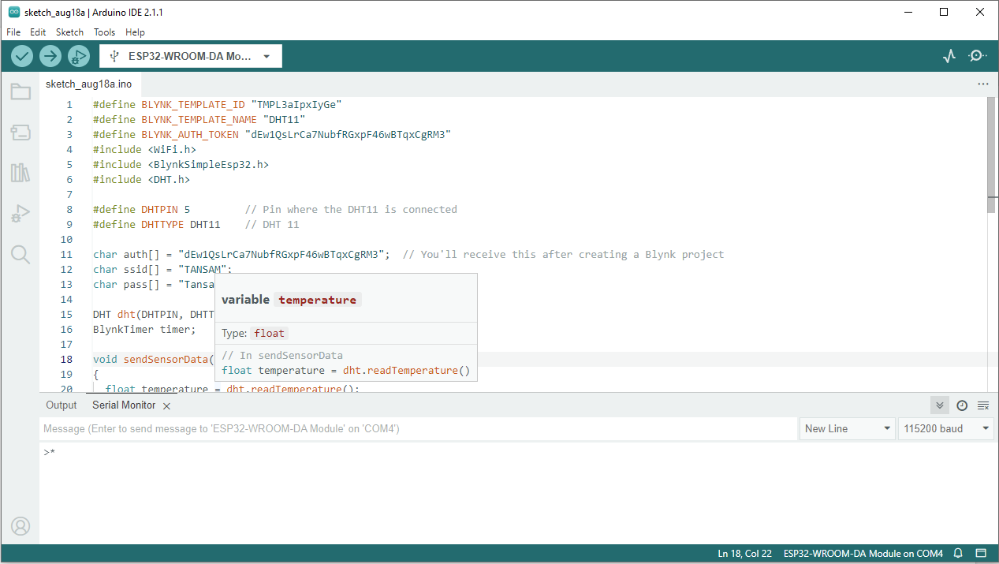 sketch_aug18a | Arduino IDE 2.1.1
File Edit Sketch Tools Help
ESP32-WROOM-DA Mo...
sketch_aug18a.ino
1 #define BLYNK_TEMPLATE_ID "TMPL3aIpxIyGe"
2 #define BLYNK_TEMPLATE_NAME "DHT11"
3 #define BLYNK_AUTH_TOKEN "dEw1QsLrCa7NubfRGxpF46wBTqxCgRM3"
4 #include <WiFi.h>
5 #include <BlynkSimpleEsp32.h>
6 #include <DHT.h>
7
8 #define DHTPIN 5 // Pin where the DHT11 is connected
9 #define DHTTYPE DHT11 // DHT 11
10
11 char auth[] = "dEw1QsLrCa7NubfRGxpF46wBTqxCgRM3"; // You'll receive this after creating a Blynk project
12 char ssid[] = "TANSAM";
13 char pass[] = "Tansa
14
15 DHT dht(DHTPIN, DHTT
16 BlynkTimer timer;
17
18 void sendSensorData(
19 {
20 float temperature = dht.readTemperature();
variable temperature
Type: float
// In sendSensorData
float temperature = dht.readTemperature()
Output Serial Monitor
Message (Enter to send message to 'ESP32-WROOM-DA Module' on 'COM4')
New Line
115200 baud
>*
Ln 18, Col 22 ESP32-WROOM-DA Module on COM4